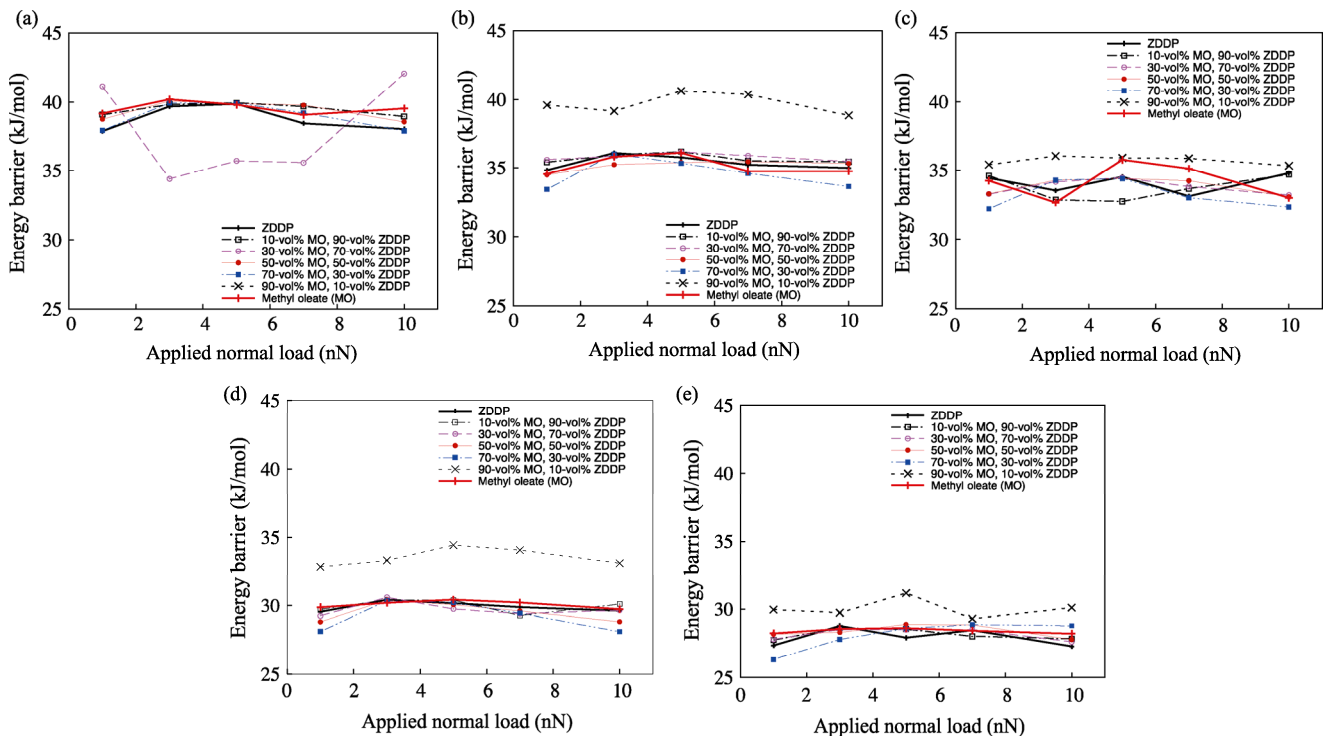 (a)
Energy barrier (kJ/mol)
45
40
35
30
25
0 2 4 6 8 10
Applied normal load (nN)
ZDDP
10-vol% MO, 90-vol% ZDDP
30-vol% MO, 70-vol% ZDDP
50-vol% MO, 50-vol% ZDDP
70-vol% MO, 30-vol% ZDDP
90-vol% MO, 10-vol% ZDDP
Methyl oleate (MO)
(b)
Energy barrier (kJ/mol)
45
40
35
30
25
0 2 4 6 8 10
Applied normal load (nN)
ZDDP
10-vol% MO, 90-vol% ZDDP
30-vol% MO, 70-vol% ZDDP
50-vol% MO, 50-vol% ZDDP
70-vol% MO, 30-vol% ZDDP
90-vol% MO, 10-vol% ZDDP
Methyl oleate (MO)
(c)
Energy barrier (kJ/mol)
45
40
35
30
25
0 2 4 6 8 10
Applied normal load (nN)
ZDDP
10-vol% MO, 90-vol% ZDDP
30-vol% MO, 70-vol% ZDDP
50-vol% MO, 50-vol% ZDDP
70-vol% MO, 30-vol% ZDDP
90-vol% MO, 10-vol% ZDDP
Methyl oleate (MO)
(d)
Energy barrier (kJ/mol)
45
40
35
30
25
0 2 4 6 8 10
Applied normal load (nN)
ZDDP
10-vol% MO, 90-vol% ZDDP
30-vol% MO, 70-vol% ZDDP
50-vol% MO, 50-vol% ZDDP
70-vol% MO, 30-vol% ZDDP
90-vol% MO, 10-vol% ZDDP
Methyl oleate (MO)
(e)
Energy barrier (kJ/mol)
45
40
35
30
25
0 2 4 6 8 10
Applied normal load (nN)
ZDDP
10-vol% MO, 90-vol% ZDDP
30-vol% MO, 70-vol% ZDDP
50-vol% MO, 50-vol% ZDDP
70-vol% MO, 30-vol% ZDDP
90-vol% MO, 10-vol% ZDDP
Methyl oleate (MO)